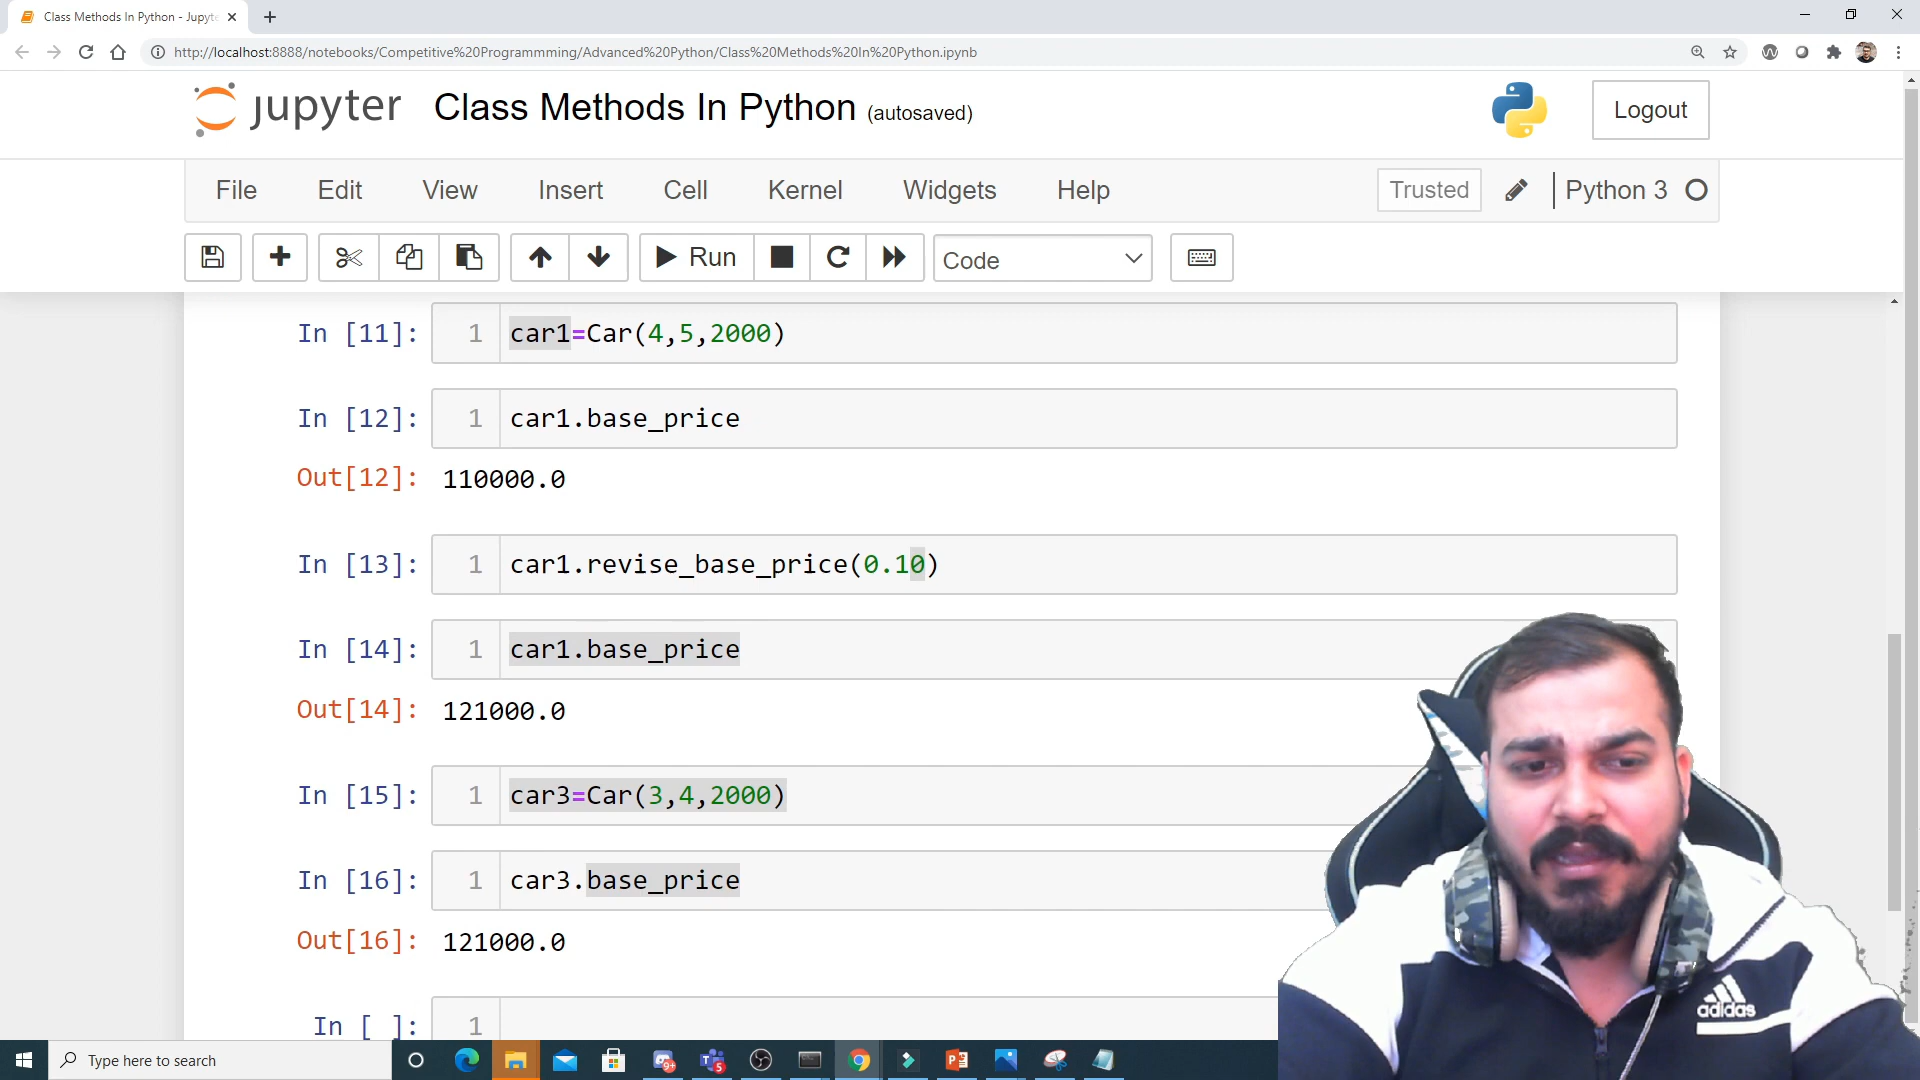 Class Methods In Python - Jupyte
http://localhost:8888/notebooks/Competitive%20Programmming/Advanced%20Python/Class%20Methods%20In%20Python.ipynb
jupyter Class Methods In Python (autosaved)
Logout
File Edit View Insert Cell Kernel Widgets Help Trusted Python 3
Run Code
In [11]: 1 car1=Car(4,5,2000)
In [12]: 1 car1.base_price
Out[12]: 110000.0
In [13]: 1 car1.revise_base_price(0.10)
In [14]: 1 car1.base_price
Out[14]: 121000.0
In [15]: 1 car3=Car(3,4,2000)
In [16]: 1 car3.base_price
Out[16]: 121000.0
In [ ]: 1
adidas
Type here to search
9+
5